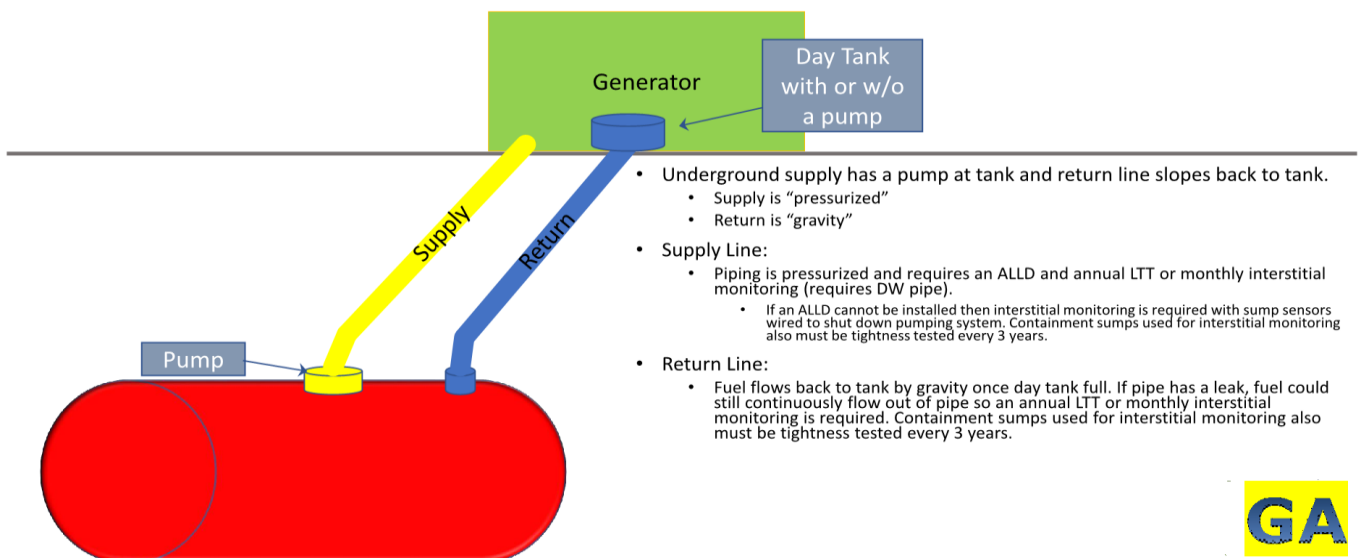 Generator
Day Tank
with or w/o
a pump
Supply
Return
Pump
• Underground supply has a pump at tank and return line slopes back to tank.
• Supply is “pressurized”
• Return is “gravity”
• Supply Line:
• Piping is pressurized and requires an ALLD and annual LTT or monthly interstitial
monitoring (requires DW pipe).
• If an ALLD cannot be installed then interstitial monitoring is required with sump sensors
wired to shut down pumping system. Containment sumps used for interstitial monitoring
also must be tightness tested every 3 years.
• Return Line:
• Fuel flows back to tank by gravity once day tank full. If pipe has a leak, fuel could
still continuously flow out of pipe so an annual LTT or monthly interstitial
monitoring is required. Containment sumps used for interstitial monitoring also
must be tightness tested every 3 years.
GA